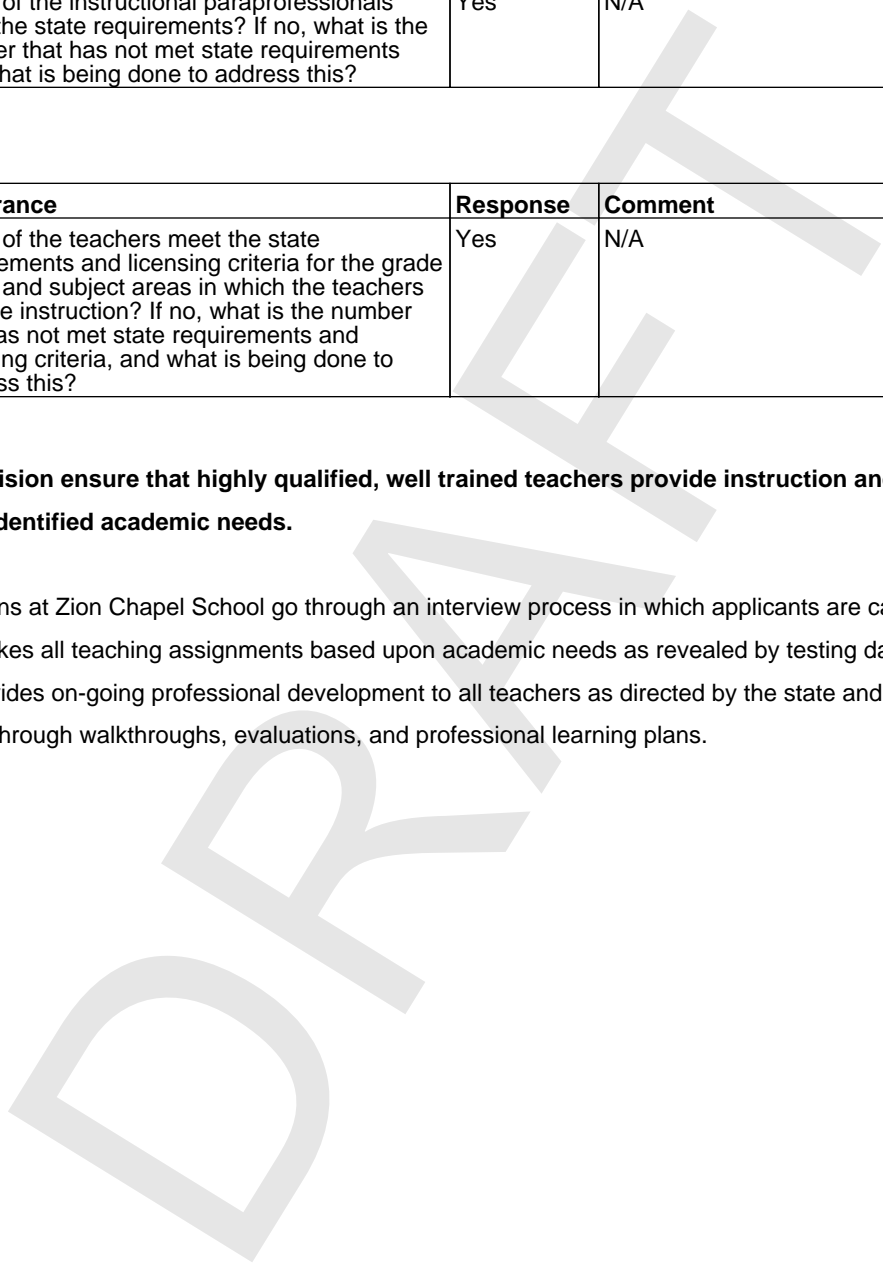 of the instructional paraprofessionals Yes N/A
the state requirements? If no, what is the
er that has not met state requirements
hat is being done to address this?
rance Response Comment
of the teachers meet the state Yes N/A
ements and licensing criteria for the grade
and subject areas in which the teachers
e instruction? If no, what is the number
as not met state requirements and
ng criteria, and what is being done to
ss this?
ision ensure that highly qualified, well trained teachers provide instruction an
dentified academic needs.
ns at Zion Chapel School go through an interview process in which applicants are ca
kes all teaching assignments based upon academic needs as revealed by testing da
vides on-going professional development to all teachers as directed by the state and
hrough walkthroughs, evaluations, and professional learning plans.
DRAFT